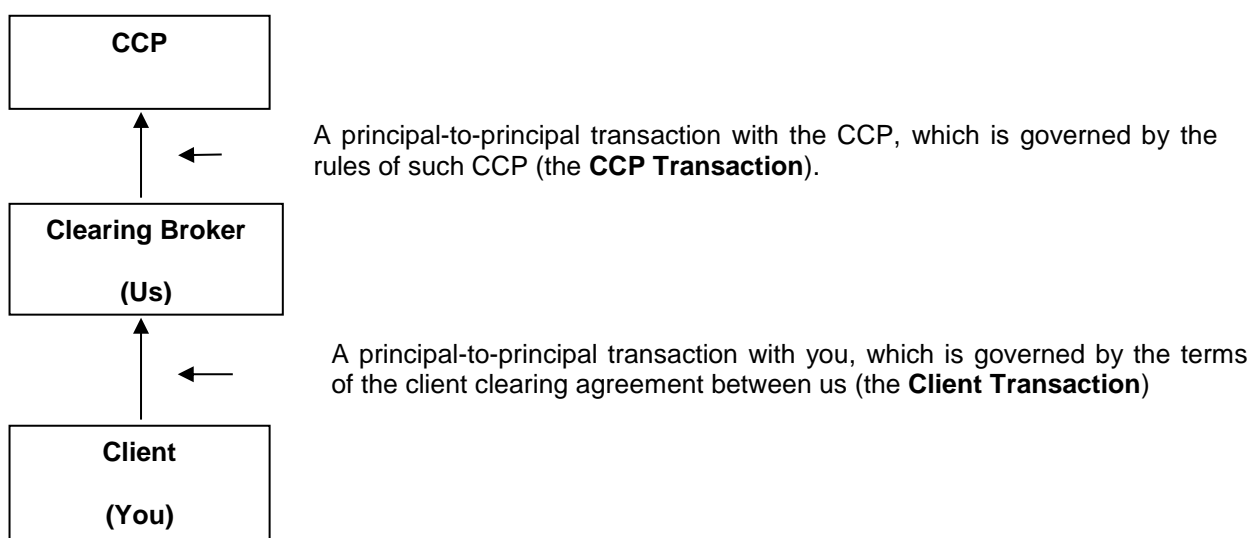 CCP
A principal-to-principal transaction with the CCP, which is governed by the
rules of such CCP (the CCP Transaction).
Clearing Broker
(Us)
A principal-to-principal transaction with you, which is governed by the terms
of the client clearing agreement between us (the Client Transaction)
Client
(You)